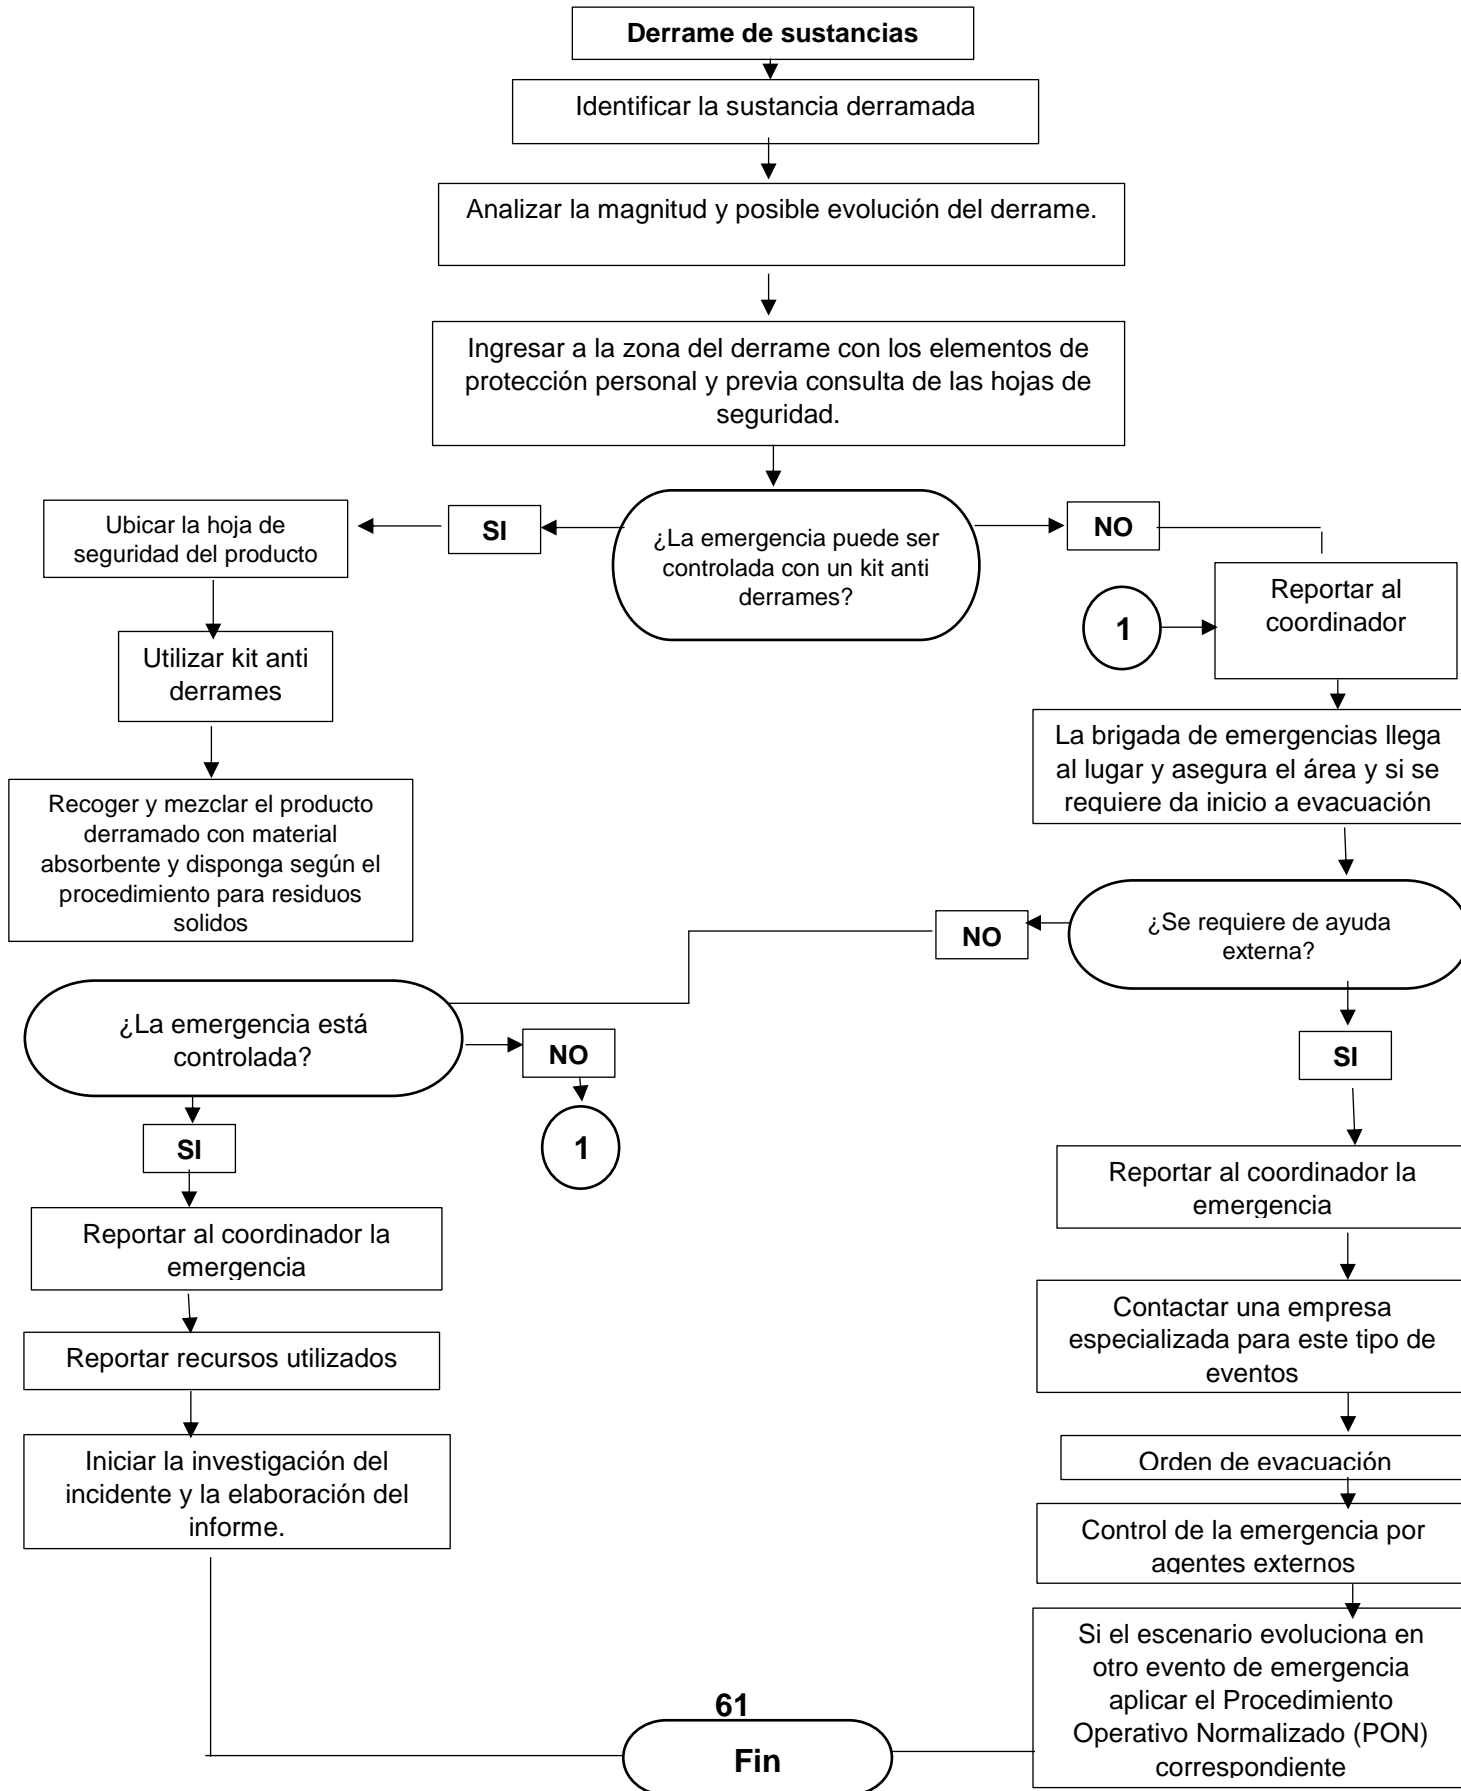 Derrame de sustancias
Identificar la sustancia derramada
Analizar la magnitud y posible evolución del derrame.
Ingresar a la zona del derrame con los elementos de
protección personal y previa consulta de las hojas de
seguridad.
¿La emergencia puede ser
controlada con un kit anti
derrames?
SI
NO
Ubicar la hoja de
seguridad del producto
Utilizar kit anti
derrames
Recoger y mezclar el producto
derramado con material
absorbente y disponga según el
procedimiento para residuos
solidos
1
Reportar al
coordinador
La brigada de emergencias llega
al lugar y asegura el área y si se
requiere da inicio a evacuación
¿Se requiere de ayuda
externa?
NO
SI
¿La emergencia está
controlada?
NO
1
SI
Reportar al coordinador la
emergencia
Reportar recursos utilizados
Iniciar la investigación del
incidente y la elaboración del
informe.
Reportar al coordinador la
emergencia
Contactar una empresa
especializada para este tipo de
eventos
Orden de evacuación
Control de la emergencia por
agentes externos
Si el escenario evoluciona en
otro evento de emergencia
aplicar el Procedimiento
Operativo Normalizado (PON)
correspondiente
61
Fin